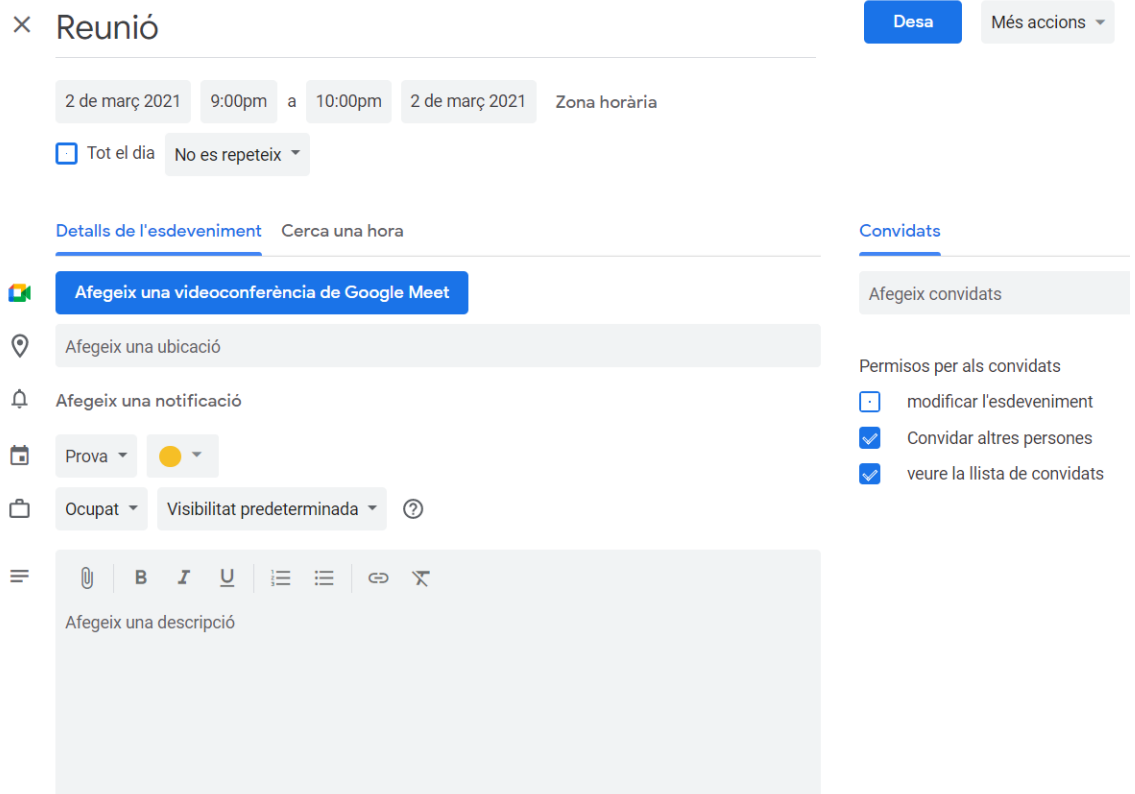 Reunió
Desa
Més accions
2 de març 2021 9:00pm a 10:00pm 2 de març 2021 Zona horària
Tot el dia No es repeteix
Detalls de l'esdeveniment Cerca una hora
Afegeix una videoconferència de Google Meet
Afegeix una ubicació
Afegeix una notificació
Prova
Ocupat Visibilitat predeterminada
B I U
Afegeix una descripció
Convidats
Afegeix convidats
Permisos per als convidats
modificar l'esdeveniment
Convidar altres persones
veure la llista de convidats